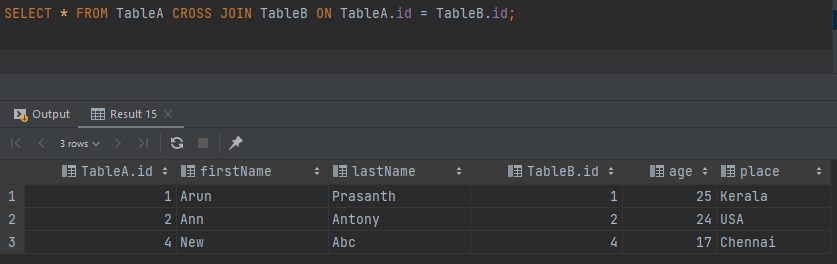 SELECT * FROM TableA CROSS JOIN TableB ON TableA.id = TableB.id;
Output Result 15
3 rows
TableA.id firstName lastName TableB.id age place
1 1 Arun Prasanth 1 25 Kerala
2 2 Ann Antony 2 24 USA
3 4 New Abc 4 17 Chennai